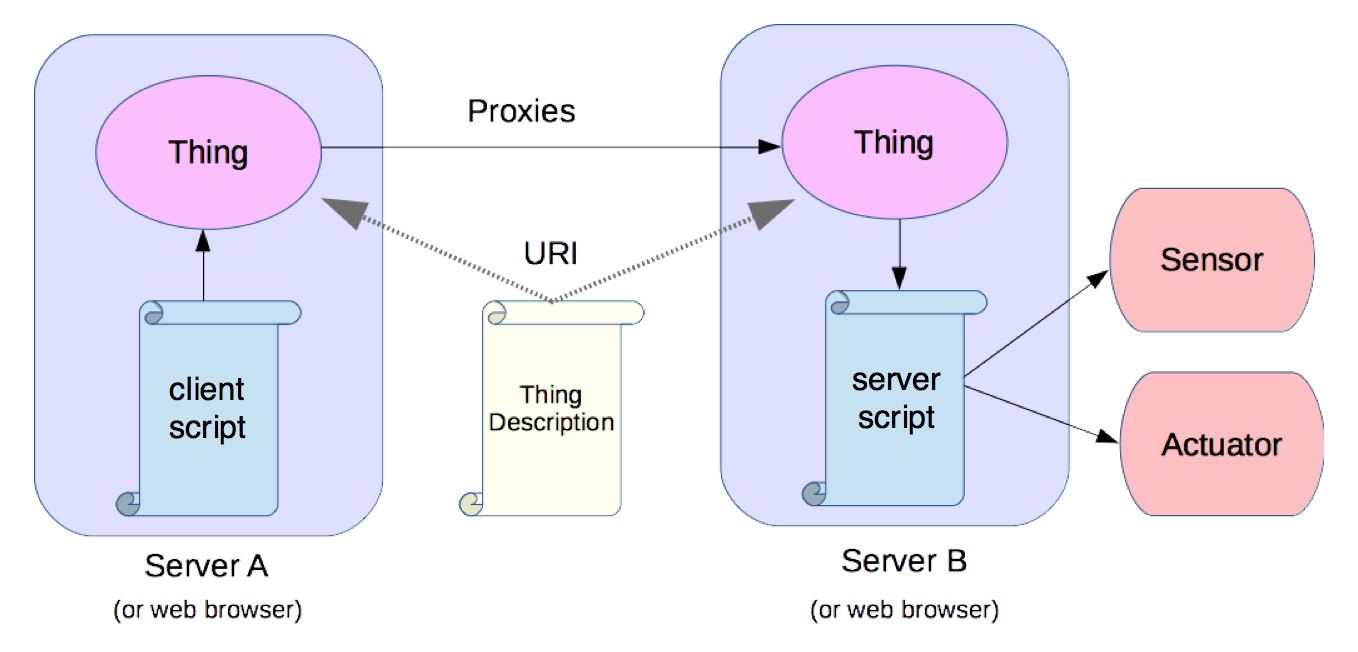 Proxies
Thing
Thing
URI
Sensor
client
script
Thing
Description
server
script
Actuator
Server A
(or web browser)
Server B
(or web browser)